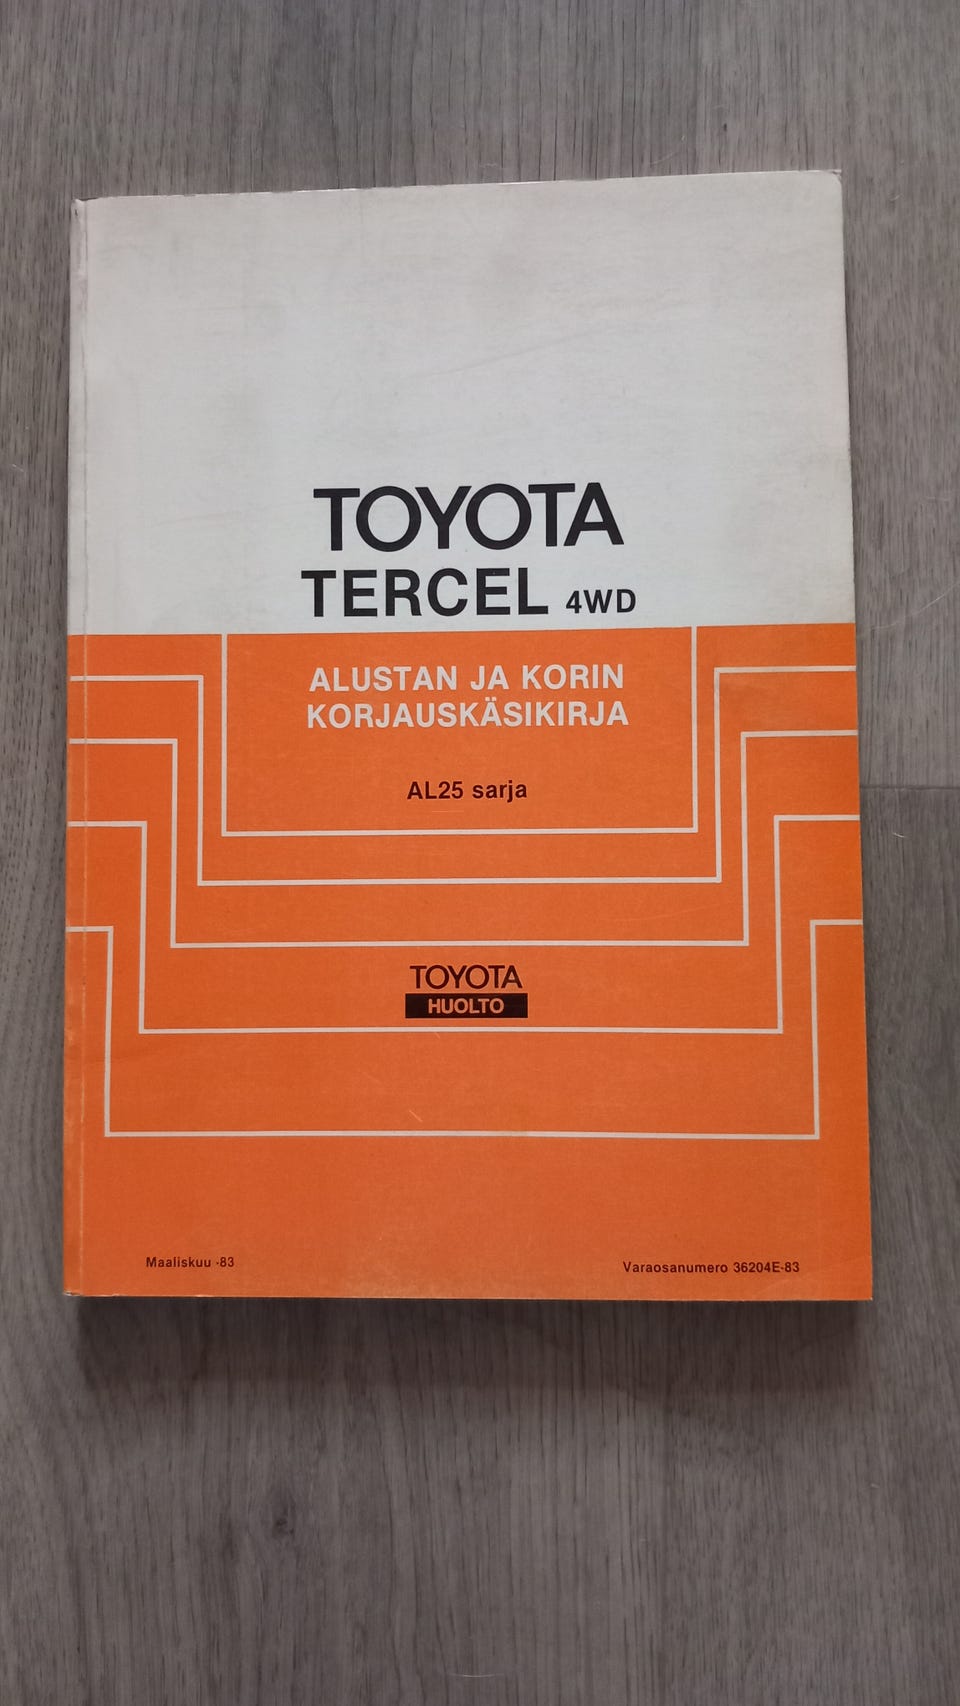 TOYOTA
TERCEL 4WD
ALUSTAN JA KORIN
KORJAUSKÄSIKIRJA
AL25 sarja
TOYOTA
HUOLTO
Maaliskuu -83
Varaosanumero 36204E-83